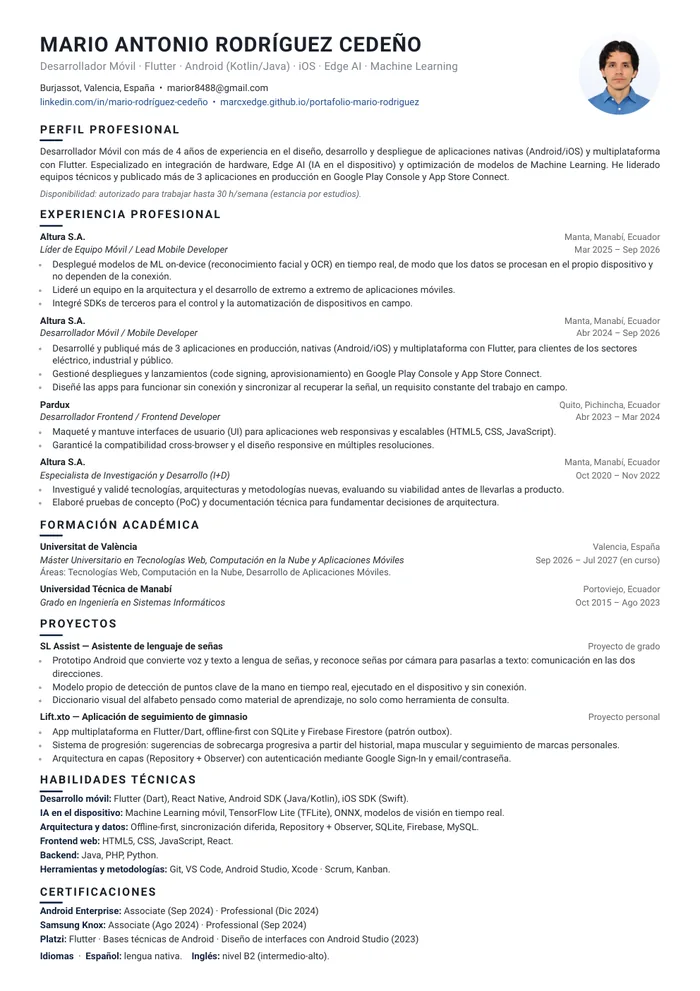 MARIO ANTONIO RODRÍGUEZ CEDEÑO
Desarrollador Móvil · Flutter · Android (Kotlin/Java) · iOS · Edge AI · Machine Learning
Burjassot, Valencia, España • marior8488@gmail.com
linkedin.com/in/mario-rodríguez-cedeño • marcxedge.github.io/portafolio-mario-rodriguez
PERFIL PROFESIONAL
Desarrollador Móvil con más de 4 años de experiencia en el diseño, desarrollo y despliegue de aplicaciones nativas (Android/iOS) y multiplataforma
con Flutter. Especializado en integración de hardware, Edge AI (IA en el dispositivo) y optimización de modelos de Machine Learning. He liderado
equipos técnicos y publicado más de 3 aplicaciones en producción en Google Play Console y App Store Connect.
Disponibilidad: autorizado para trabajar hasta 30 h/semana (estancia por estudios).
EXPERIENCIA PROFESIONAL
Altura S.A. Manta, Manabí, Ecuador
Líder de Equipo Móvil / Lead Mobile Developer Mar 2025 – Sep 2026
• Desplegué modelos de ML on-device (reconocimiento facial y OCR) en tiempo real, de modo que los datos se procesan en el propio dispositivo y
no dependen de la conexión.
• Lideré un equipo en la arquitectura y el desarrollo de extremo a extremo de aplicaciones móviles.
• Integré SDKs de terceros para el control y la automatización de dispositivos en campo.
Altura S.A. Manta, Manabí, Ecuador
Desarrollador Móvil / Mobile Developer Abr 2024 – Sep 2026
• Desarrollé y publiqué más de 3 aplicaciones en producción, nativas (Android/iOS) y multiplataforma con Flutter, para clientes de los sectores
eléctrico, industrial y público.
• Gestioné despliegues y lanzamientos (code signing, aprovisionamiento) en Google Play Console y App Store Connect.
• Diseñé las apps para funcionar sin conexión y sincronizar al recuperar la señal, un requisito constante del trabajo en campo.
Pardux Quito, Pichincha, Ecuador
Desarrollador Frontend / Frontend Developer Abr 2023 – Mar 2024
• Maqueté y mantuve interfaces de usuario (UI) para aplicaciones web responsivas y escalables (HTML5, CSS, JavaScript).
• Garanticé la compatibilidad cross-browser y el diseño responsive en múltiples resoluciones.
Altura S.A. Manta, Manabí, Ecuador
Especialista de Investigación y Desarrollo (I+D) Oct 2020 – Nov 2022
• Investigué y validé tecnologías, arquitecturas y metodologías nuevas, evaluando su viabilidad antes de llevarlas a producto.
• Elaboré pruebas de concepto (PoC) y documentación técnica para fundamentar decisiones de arquitectura.
FORMACIÓN ACADÉMICA
Universitat de València Valencia, España
Máster Universitario en Tecnologías Web, Computación en la Nube y Aplicaciones Móviles Sep 2026 – Jul 2027 (en curso)
Áreas: Tecnologías Web, Computación en la Nube, Desarrollo de Aplicaciones Móviles.
Universidad Técnica de Manabí Portoviejo, Ecuador
Grado en Ingeniería en Sistemas Informáticos Oct 2015 – Ago 2023
PROYECTOS
SL Assist — Asistente de lenguaje de señas Proyecto de grado
• Prototipo Android que convierte voz y texto a lengua de señas, y reconoce señas por cámara para pasarlas a texto: comunicación en las dos
direcciones.
• Modelo propio de detección de puntos clave de la mano en tiempo real, ejecutado en el dispositivo y sin conexión.
• Diccionario visual del alfabeto pensado como material de aprendizaje, no solo como herramienta de consulta.
Lift.xto — Aplicación de seguimiento de gimnasio Proyecto personal
• App multiplataforma en Flutter/Dart, offline-first con SQLite y Firebase Firestore (patrón outbox).
• Sistema de progresión: sugerencias de sobrecarga progresiva a partir del historial, mapa muscular y seguimiento de marcas personales.
• Arquitectura en capas (Repository + Observer) con autenticación mediante Google Sign-In y email/contraseña.
HABILIDADES TÉCNICAS
Desarrollo móvil: Flutter (Dart), React Native, Android SDK (Java/Kotlin), iOS SDK (Swift).
IA en el dispositivo: Machine Learning móvil, TensorFlow Lite (TFLite), ONNX, modelos de visión en tiempo real.
Arquitectura y datos: Offline-first, sincronización diferida, Repository + Observer, SQLite, Firebase, MySQL.
Frontend web: HTML5, CSS, JavaScript, React.
Backend: Java, PHP, Python.
Herramientas y metodologías: Git, VS Code, Android Studio, Xcode · Scrum, Kanban.
CERTIFICACIONES
Android Enterprise: Associate (Sep 2024) · Professional (Dic 2024)
Samsung Knox: Associate (Ago 2024) · Professional (Sep 2024)
Platzi: Flutter · Bases técnicas de Android · Diseño de interfaces con Android Studio (2023)
Idiomas · Español: lengua nativa. Inglés: nivel B2 (intermedio-alto).